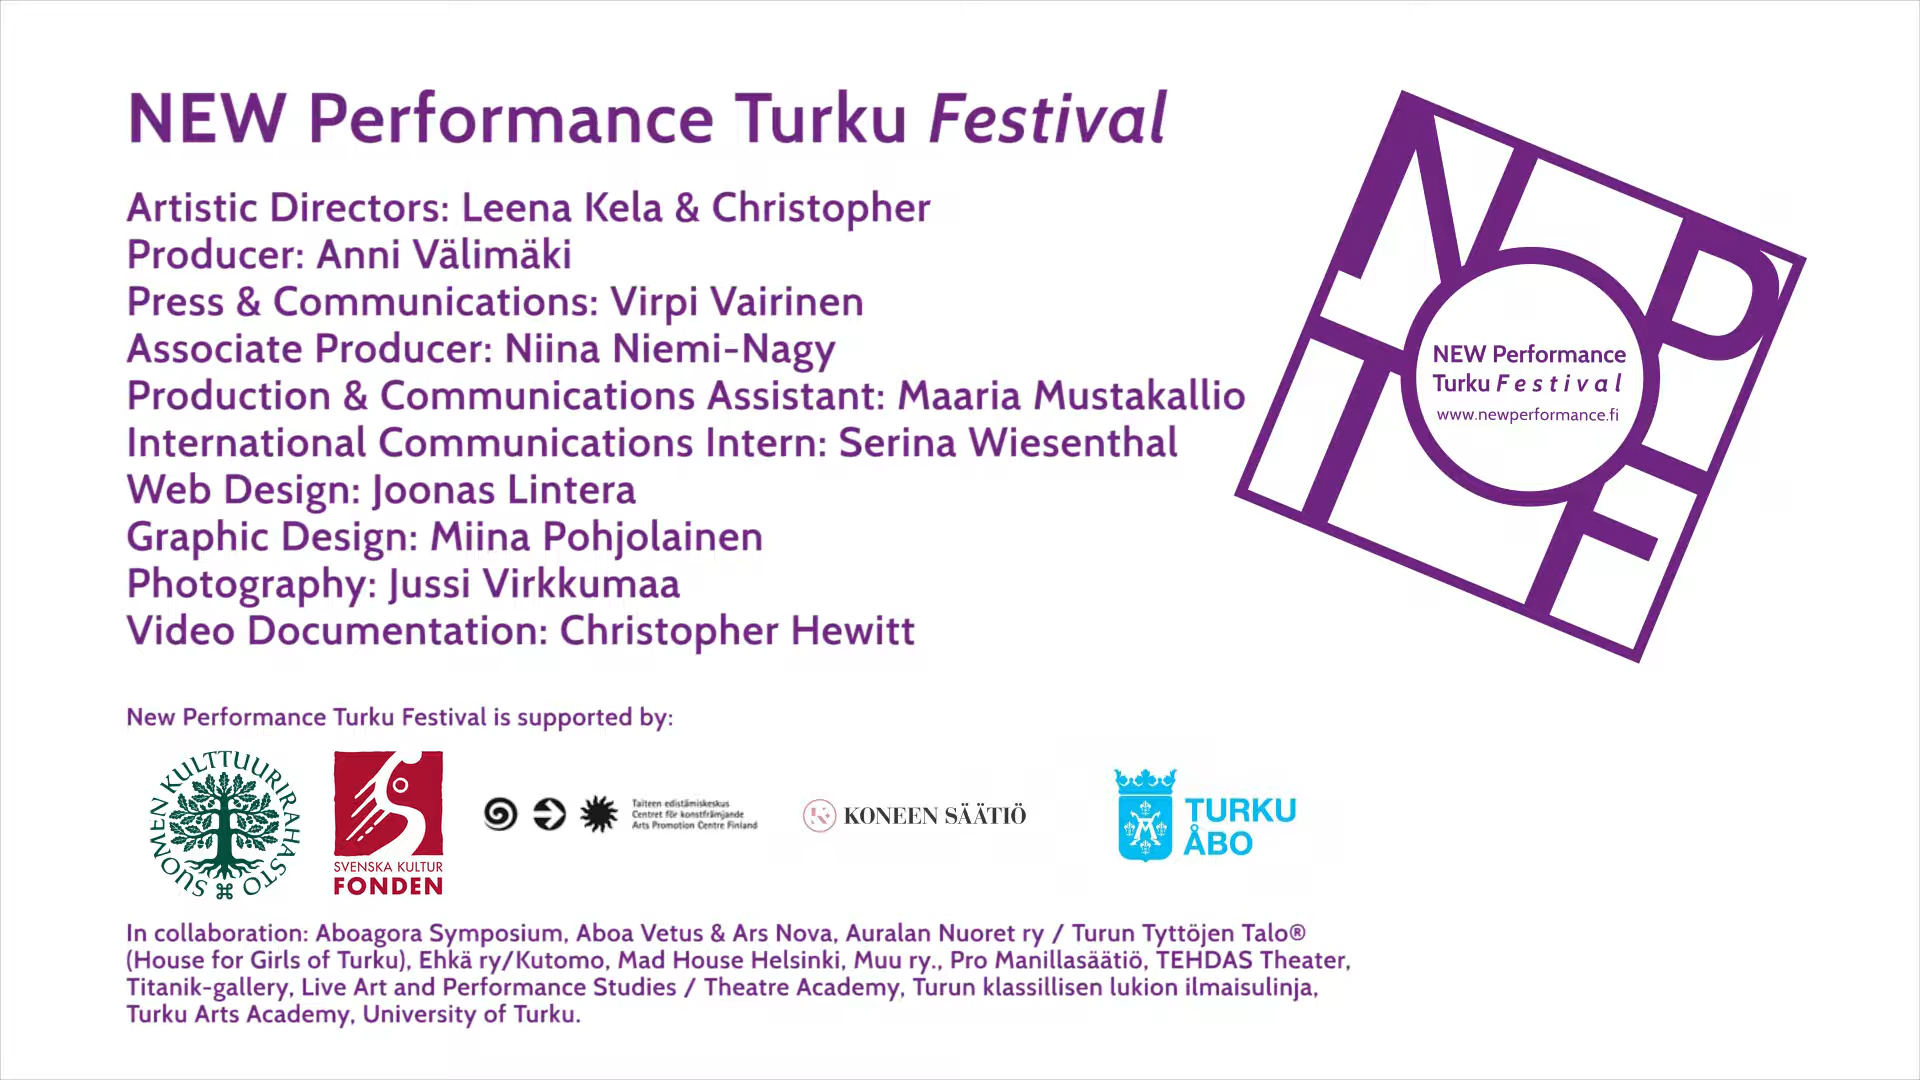 NEW Performance Turku Festival
Artistic Directors: Leena Kela & Christopher
Producer: Anni Välimäki
Press & Communications: Virpi Vairinen
Associate Producer: Niina Niemi-Nagy
Production & Communications Assistant: Maaria Mustakallio
International Communications Intern: Serina Wiesenthal
Web Design: Joonas Lintera
Graphic Design: Miina Pohjolainen
Photography: Jussi Virkkumaa
Video Documentation: Christopher Hewitt
NPTF
NEW Performance
Turku Festival
www.newperformance.fi
New Performance Turku Festival is supported by:
SUOMEN KULTTUURIRAHASTO
SVENSKA KULTUR
FONDEN
Taiteen edistämiskeskus
Centret för konstfrämjande
Arts Promotion Centre Finland
K
KONEEN SÄÄTIÖ
TURKU
ÅBO
In collaboration: Aboagora Symposium, Aboa Vetus & Ars Nova, Auralan Nuoret ry / Turun Tyttöjen Talo®
(House for Girls of Turku), Ehkä ry/Kutomo, Mad House Helsinki, Muu ry., Pro Manillasäätiö, TEHDAS Theater,
Titanik-gallery, Live Art and Performance Studies / Theatre Academy, Turun klassillisen lukion ilmaisulinja,
Turku Arts Academy, University of Turku.